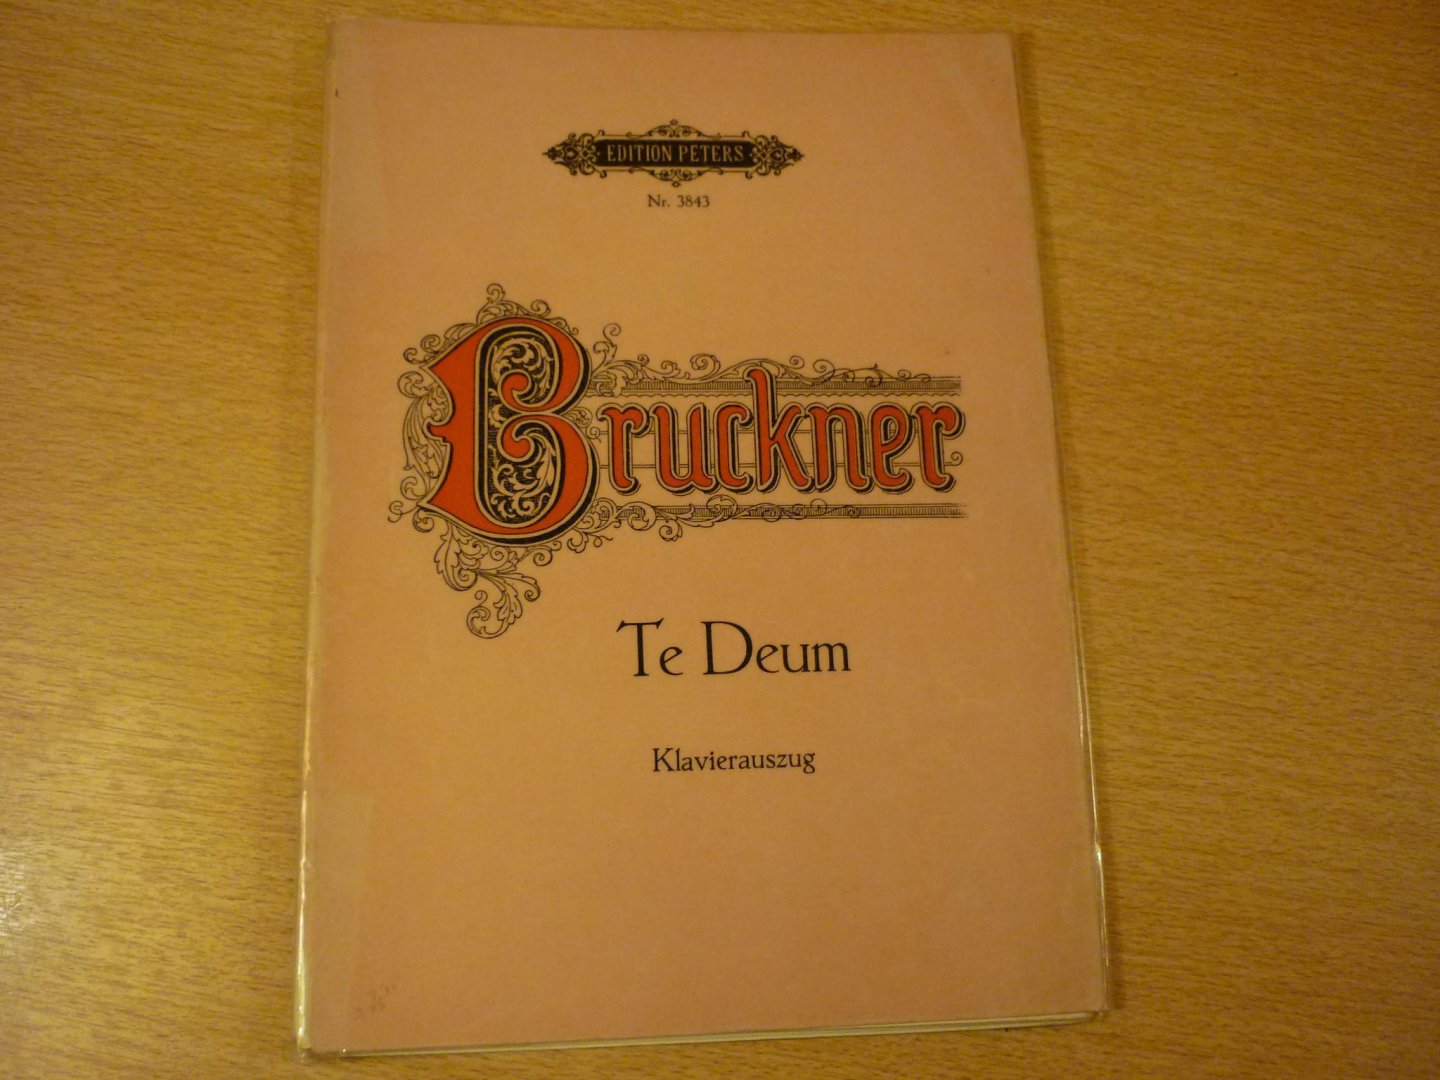 EDITION PETERS
Nr. 3843
Bruckner
Te Deum
Klavierauszug